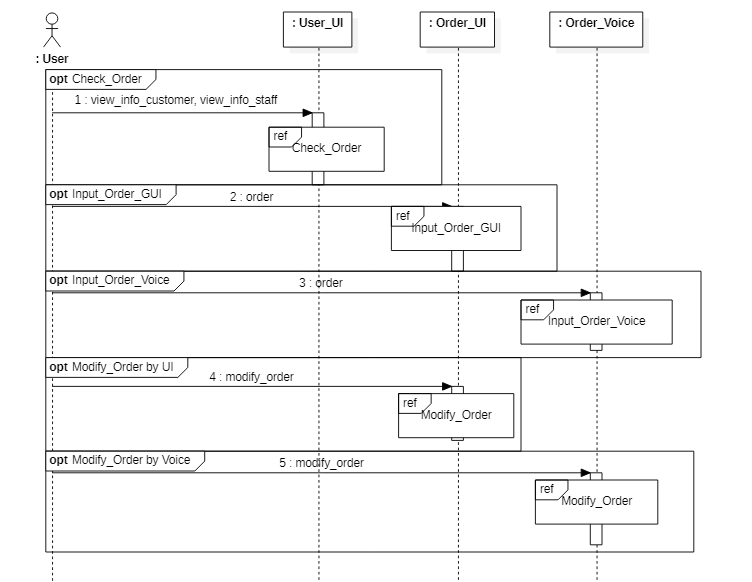 : User_UI
: Order_UI
: Order_Voice
: User
opt Check_Order
1 : view_info_customer, view_info_staff
ref
Check_Order
opt Input_Order_GUI
2 : order
ref
Input_Order_GUI
opt Input_Order_Voice
3 : order
ref
Input_Order_Voice
opt Modify_Order by UI
4 : modify_order
ref
Modify_Order
opt Modify_Order by Voice
5 : modify_order
ref
Modify_Order